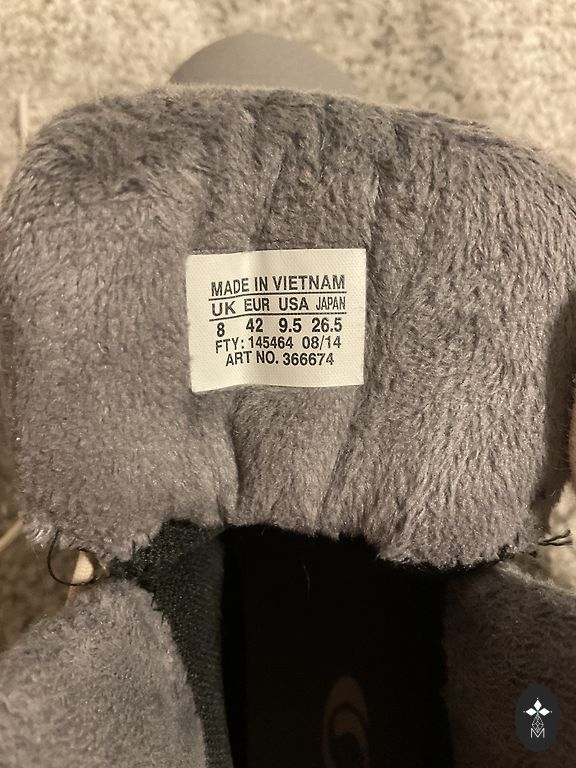 MADE IN VIETNAM
UK EUR USA JAPAN
8 42 9.5 26.5
FTY: 145464 08/14
ART NO. 366674
M